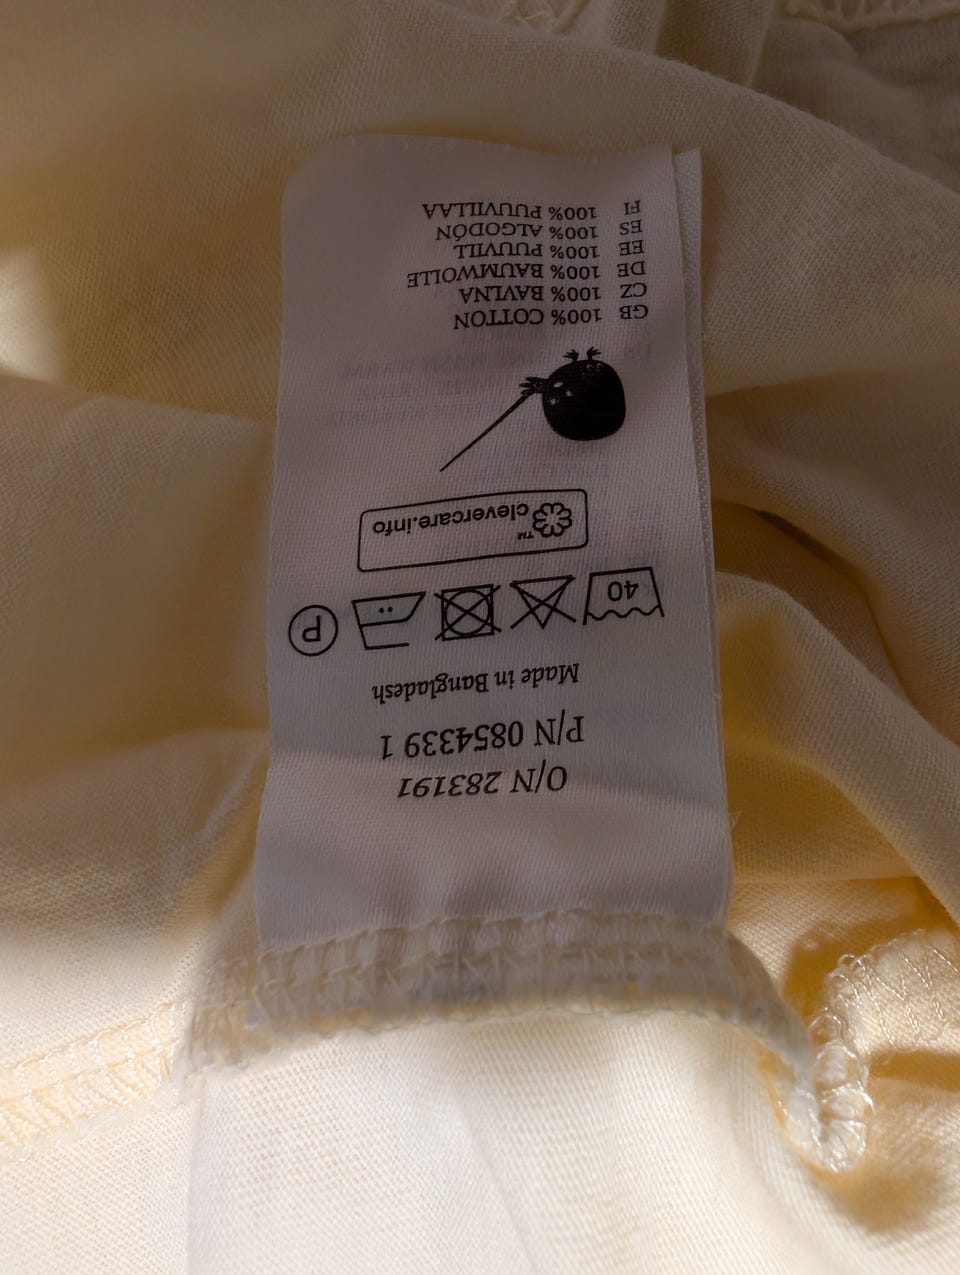 O/N 283191
P/N 0854339 1
Made in Bangladesh
40 P
™
clevercare.info
GB 100% COTTON
CZ 100% BAVLNA
DE 100% BAUMWOLLE
EE 100% PUUVILL
ES 100% ALGODÓN
FI 100% PUUVILLAA